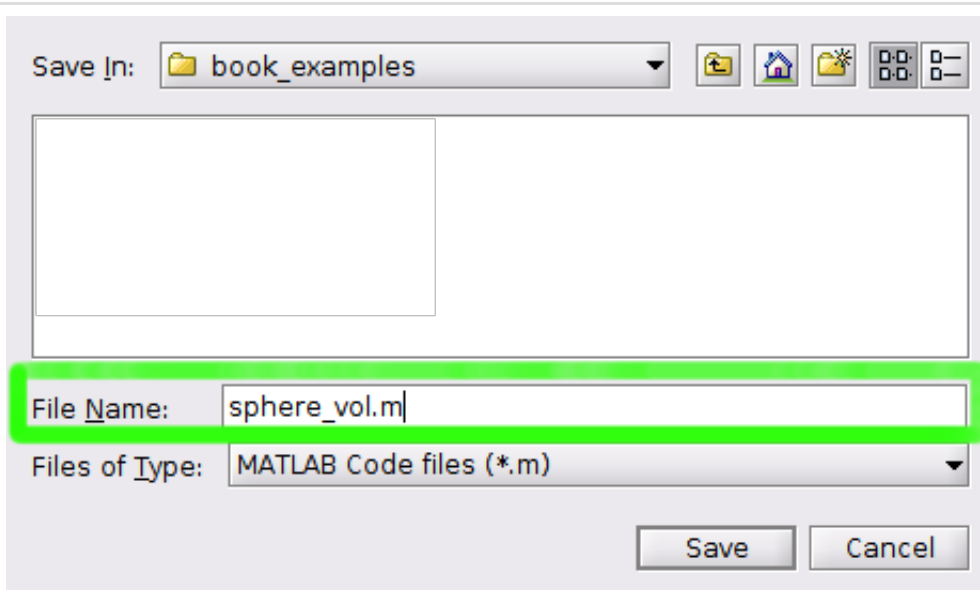 Save In: book_examples
File Name: sphere_vol.m
Files of Type: MATLAB Code files (*.m)
Save Cancel